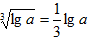 ∛lg a = 1/3 lg a